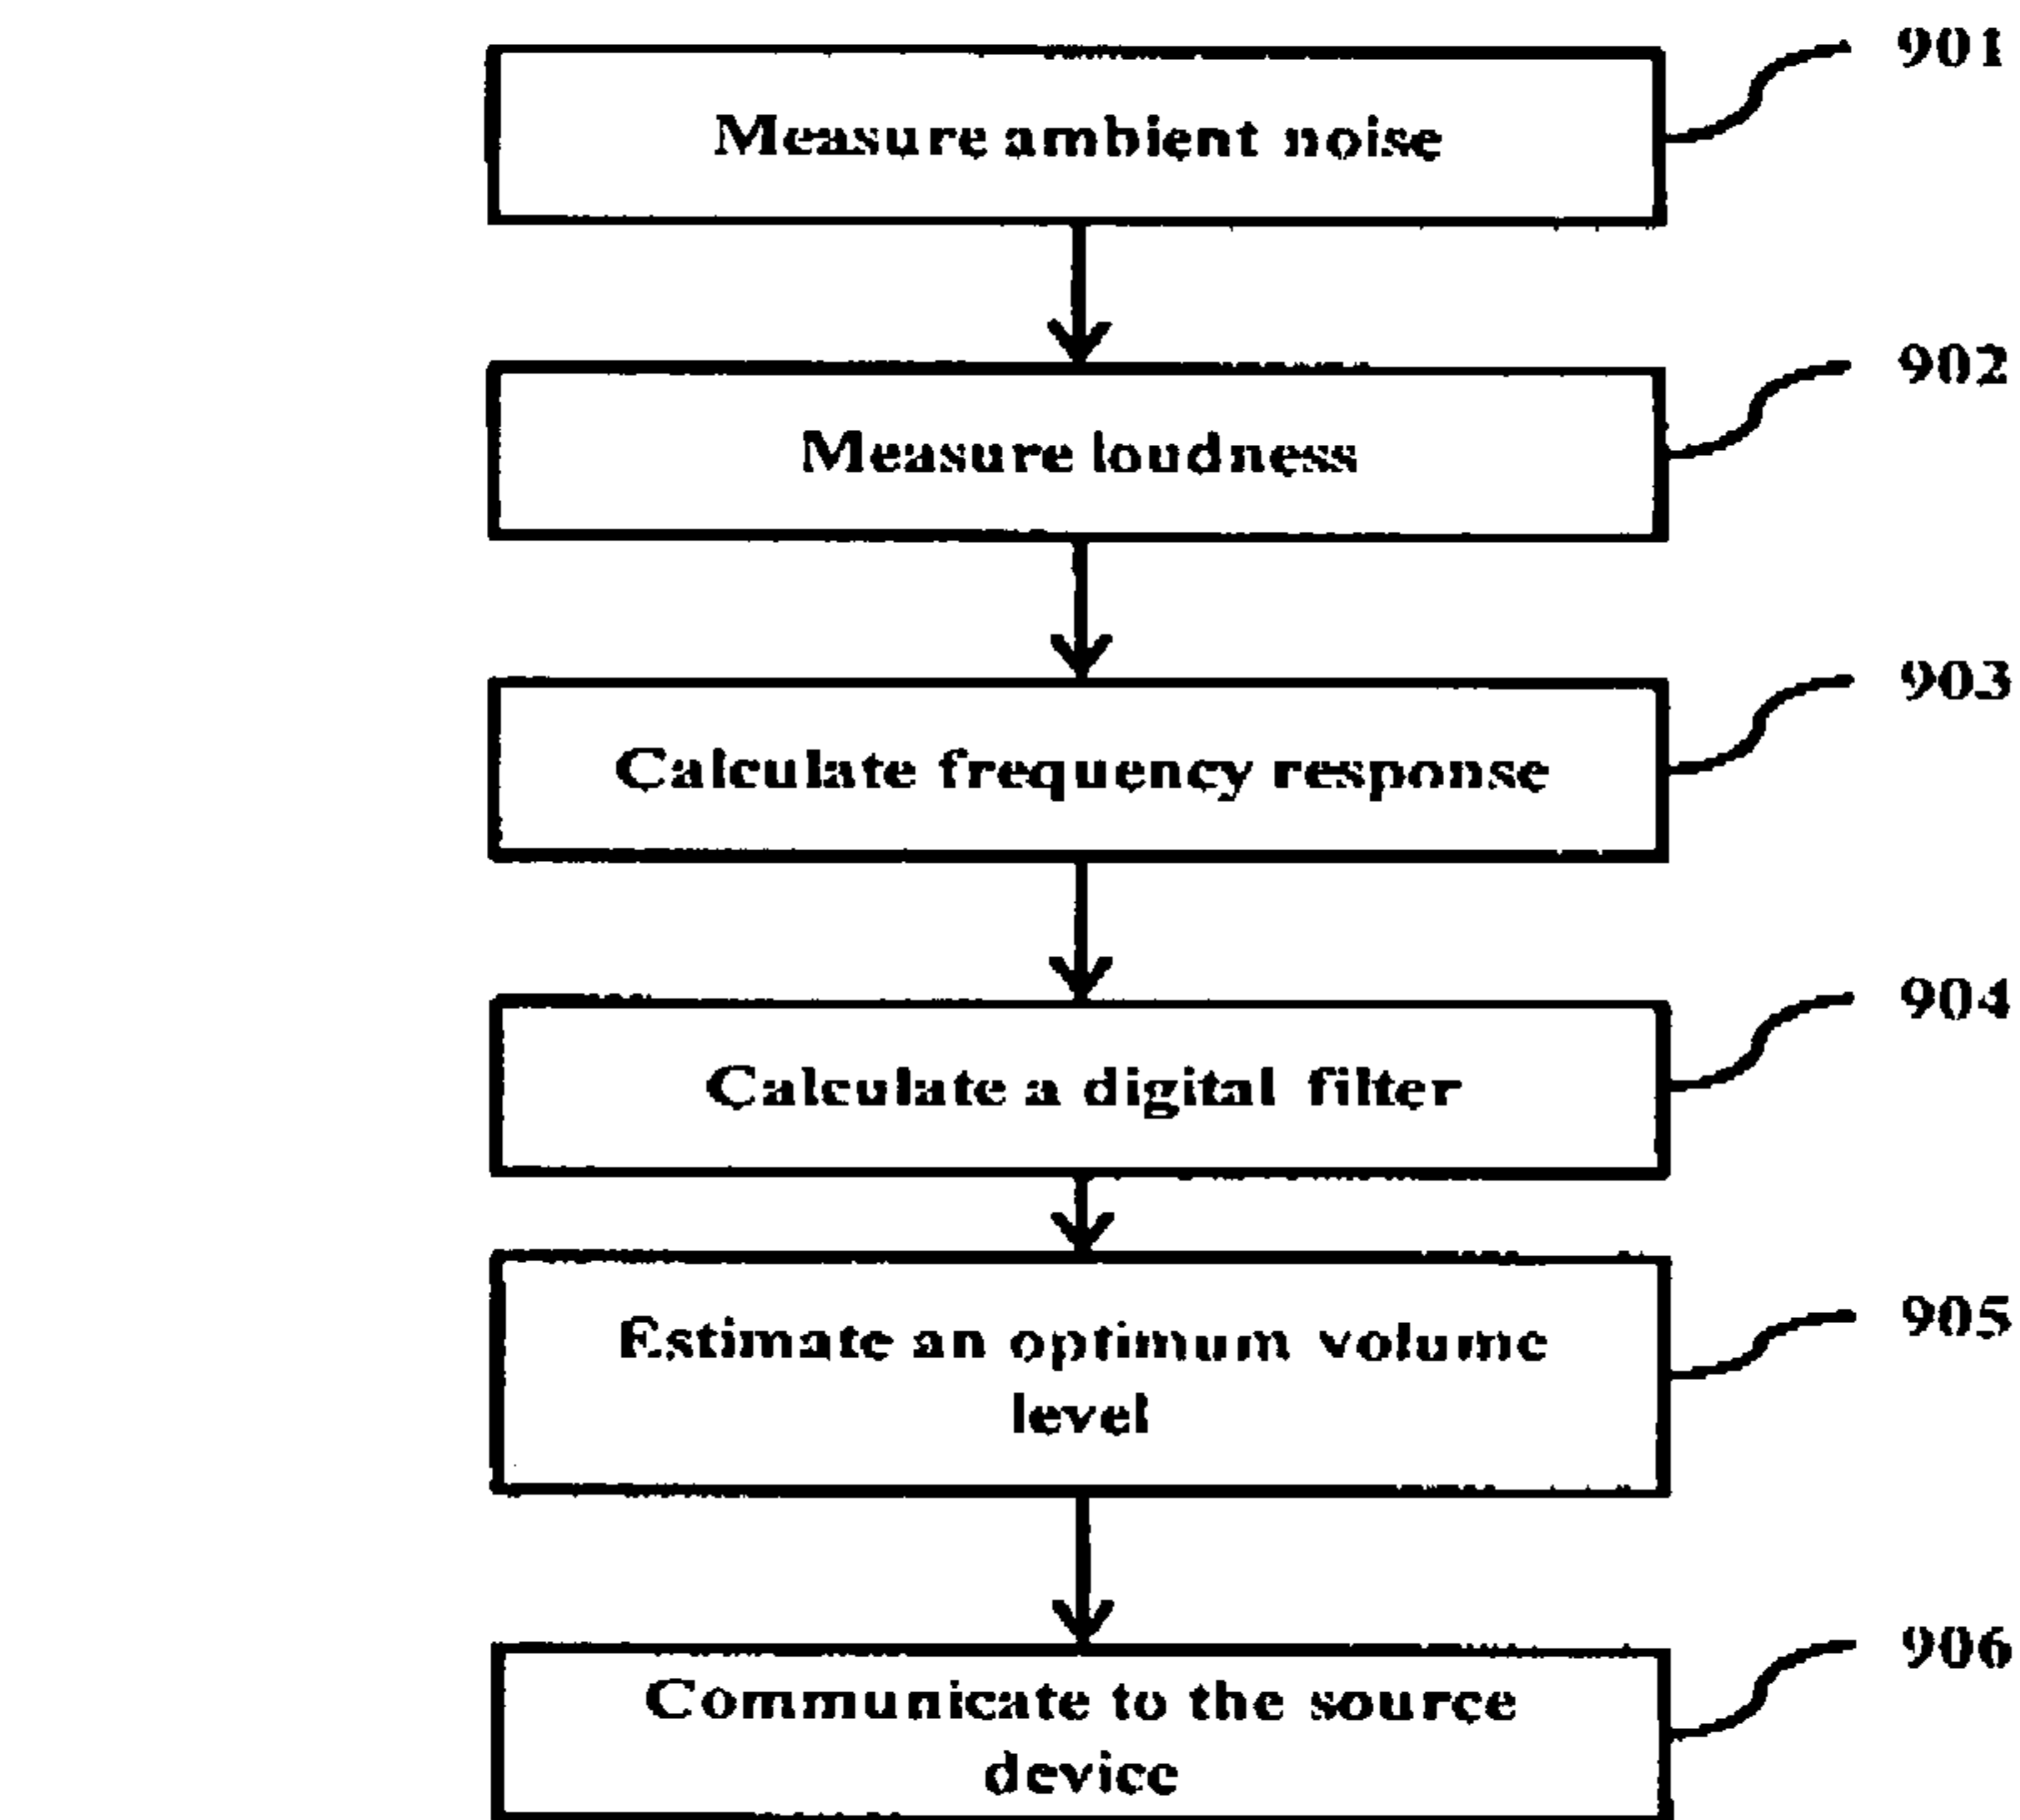 Measure ambient noise
901
Measure loudness
902
Calculate frequency response
903
Calculate a digital filter
904
Estimate an optimum volume
level
905
Communicate to the source
device
906